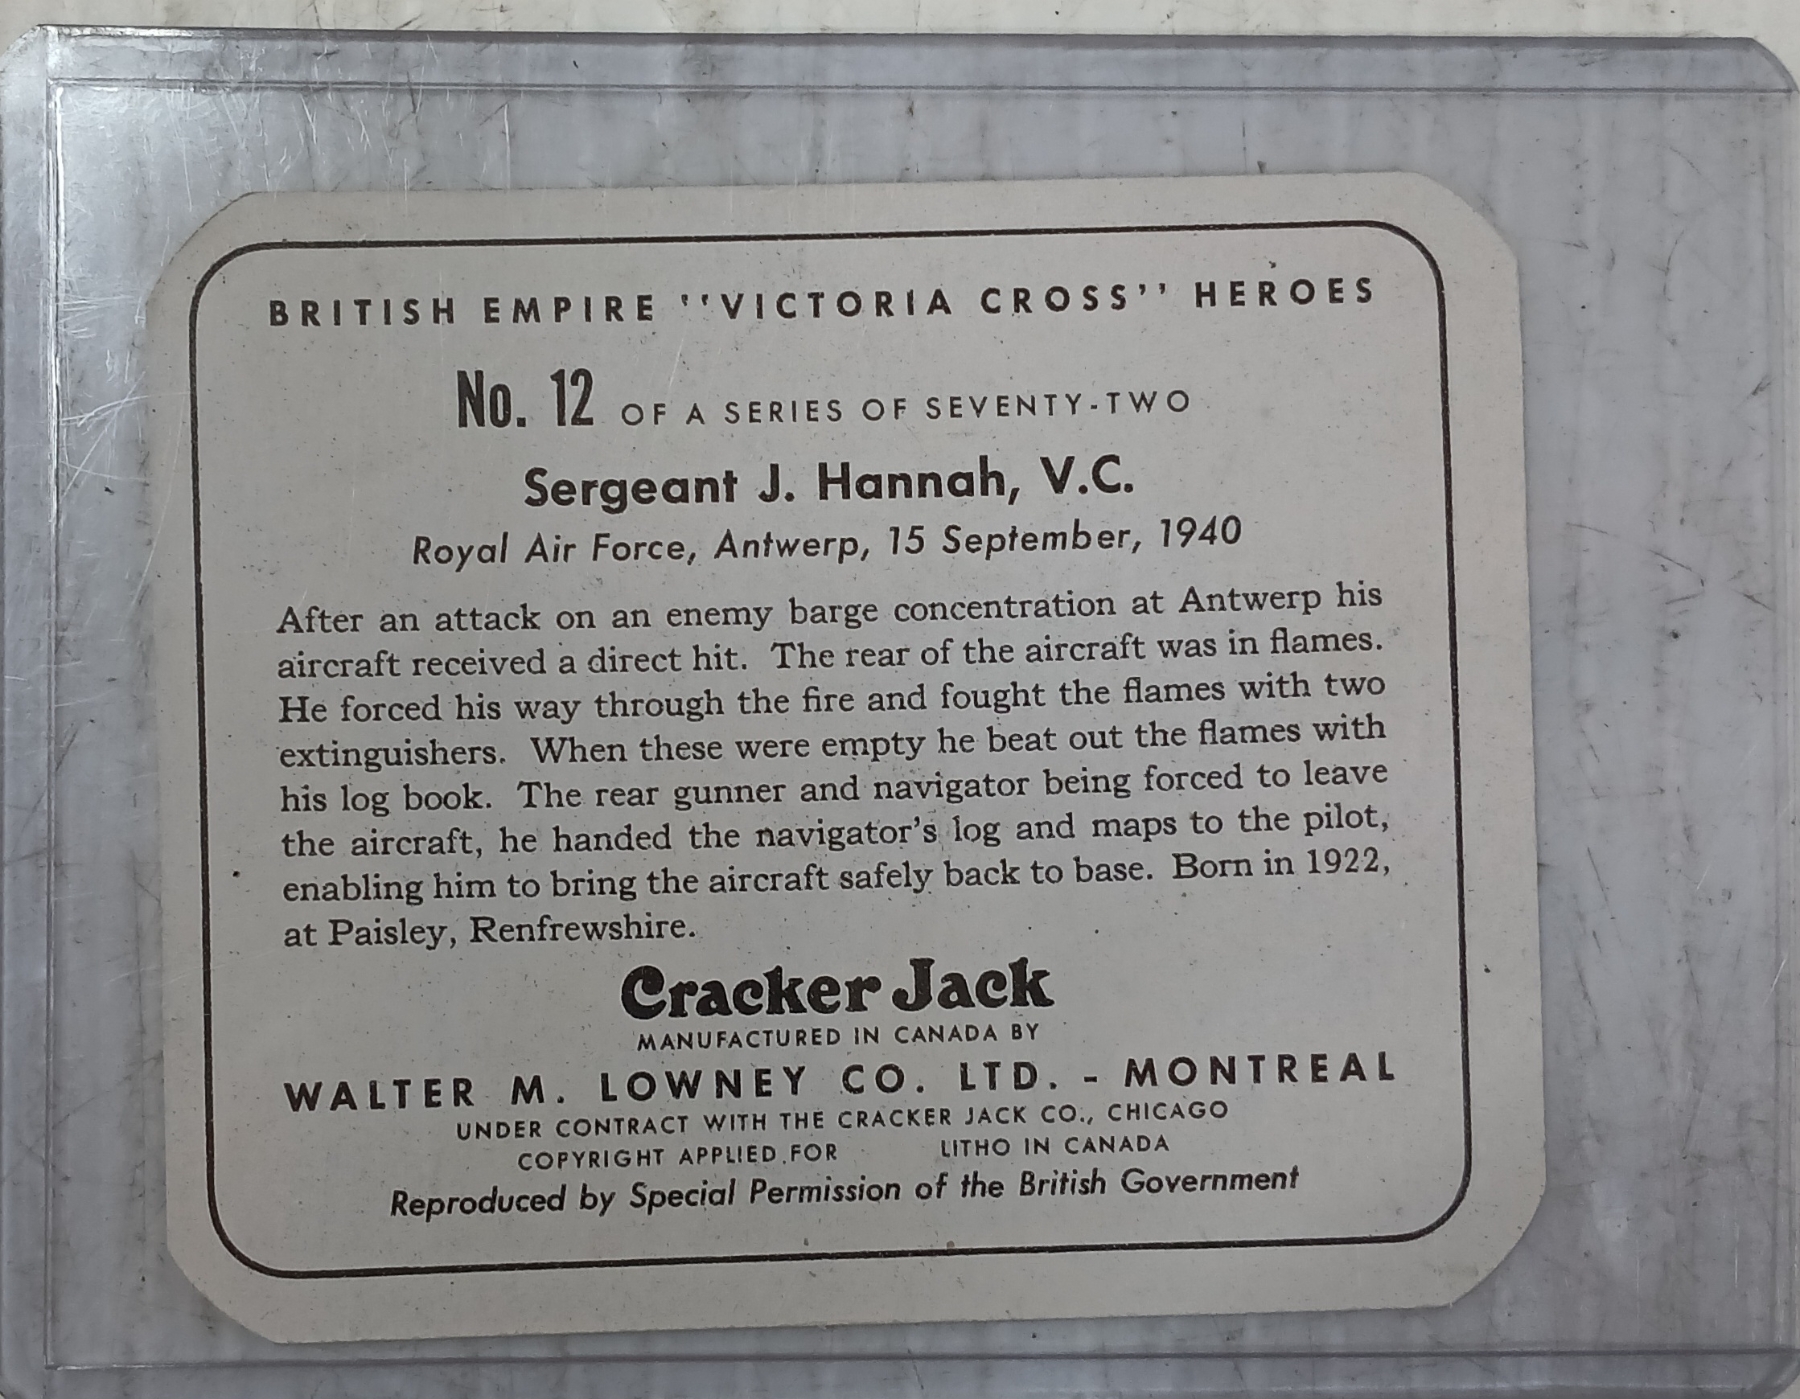 BRITISH EMPIRE ''VICTORIA CROSS'' HEROES
No. 12 OF A SERIES OF SEVENTY-TWO
Sergeant J. Hannah, V.C.
Royal Air Force, Antwerp, 15 September, 1940
After an attack on an enemy barge concentration at Antwerp his
aircraft received a direct hit. The rear of the aircraft was in flames.
He forced his way through the fire and fought the flames with two
extinguishers. When these were empty he beat out the flames with
his log book. The rear gunner and navigator being forced to leave
the aircraft, he handed the navigator's log and maps to the pilot,
enabling him to bring the aircraft safely back to base. Born in 1922,
at Paisley, Renfrewshire.
Cracker Jack
MANUFACTURED IN CANADA BY
WALTER M. LOWNEY CO. LTD. - MONTREAL
UNDER CONTRACT WITH THE CRACKER JACK CO., CHICAGO
COPYRIGHT APPLIED FOR LITHO IN CANADA
Reproduced by Special Permission of the British Government